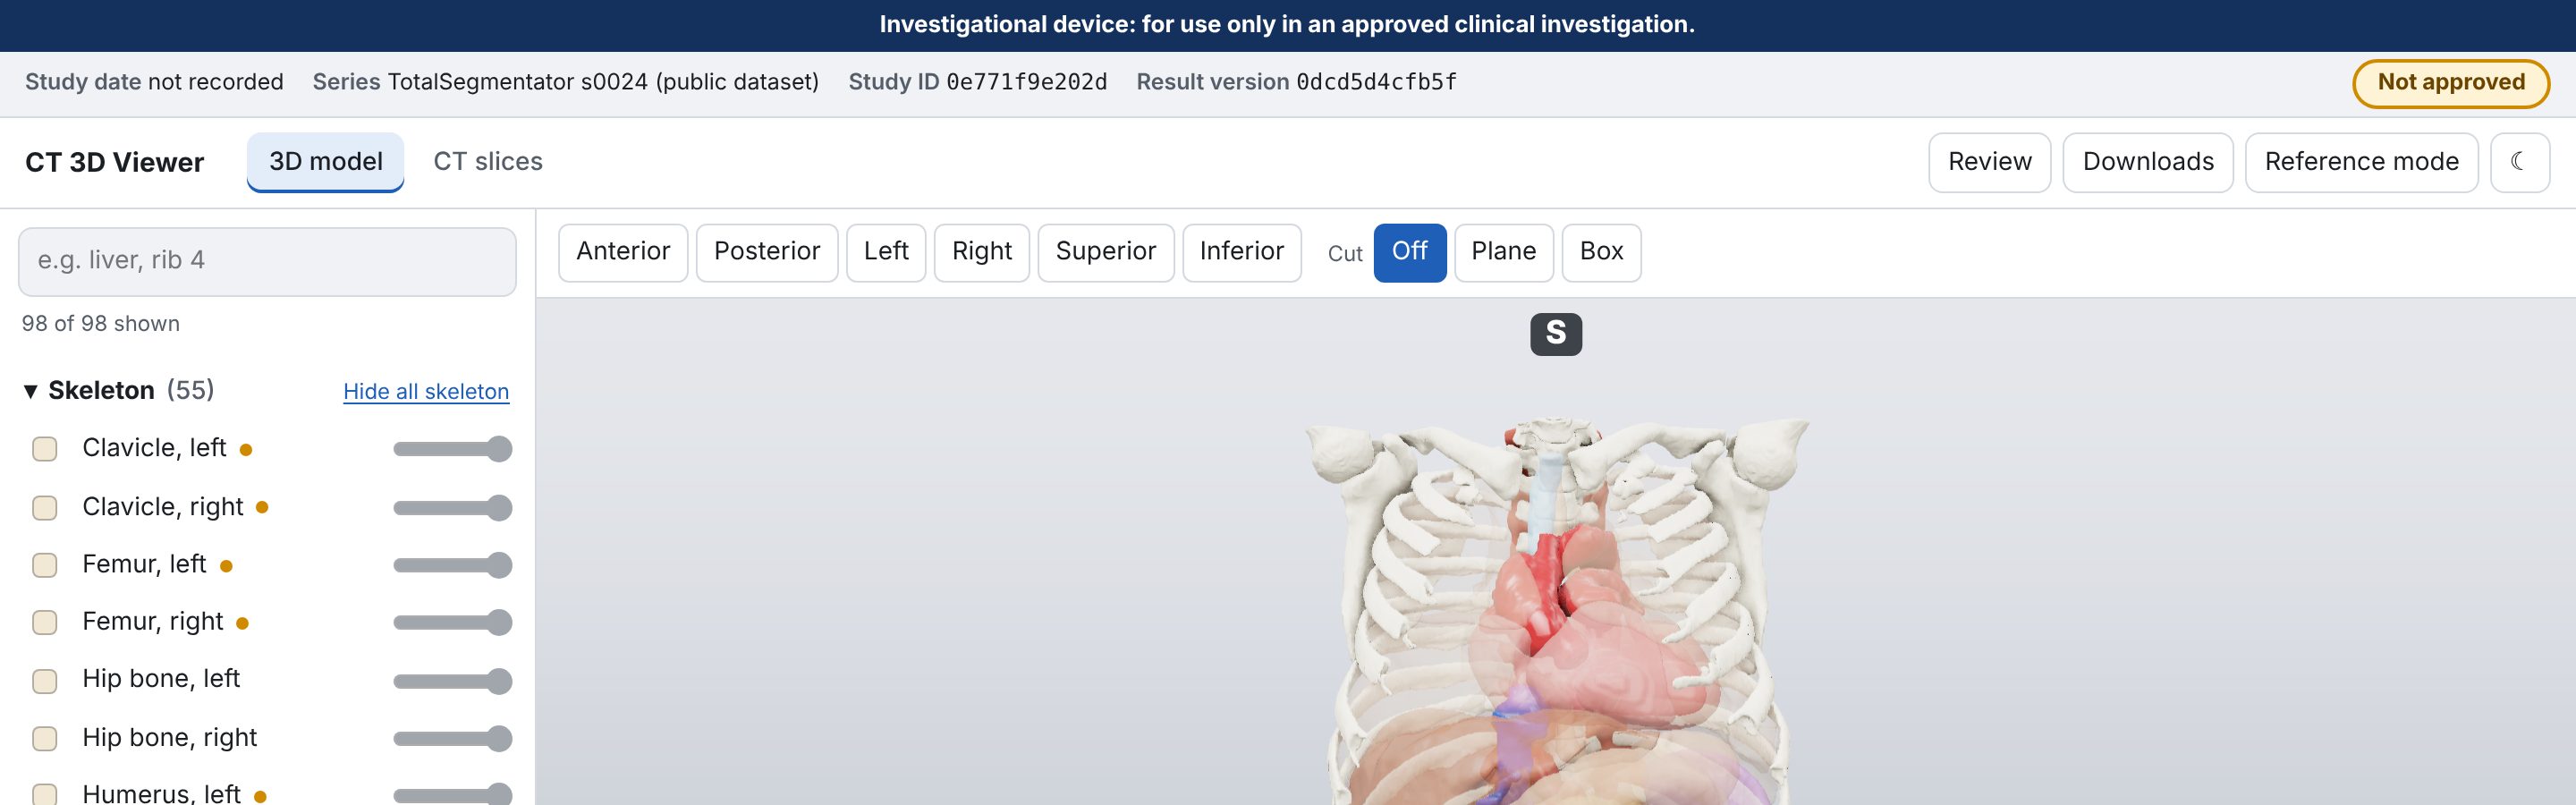 Investigational device: for use only in an approved clinical investigation.
Study date not recorded Series TotalSegmentator s0024 (public dataset) Study ID 0e771f9e202d Result version 0dcd5d4cfb5f Not approved
CT 3D Viewer 3D model CT slices Review Downloads Reference mode
e.g. liver, rib 4
Anterior Posterior Left Right Superior Inferior Cut Off Plane Box
98 of 98 shown
S
Skeleton (55) Hide all skeleton
Clavicle, left
Clavicle, right
Femur, left
Femur, right
Hip bone, left
Hip bone, right
Humerus, left